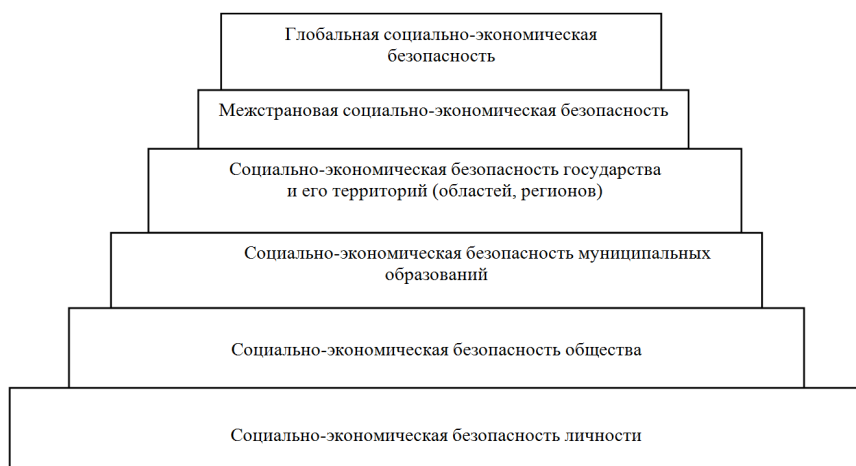 Глобальная социально-экономическая
безопасность
Межстрановая социально-экономическая безопасность
Социально-экономическая безопасность государства
и его территорий (областей, регионов)
Социально-экономическая безопасность муниципальных
образований
Социально-экономическая безопасность общества
Социально-экономическая безопасность личности